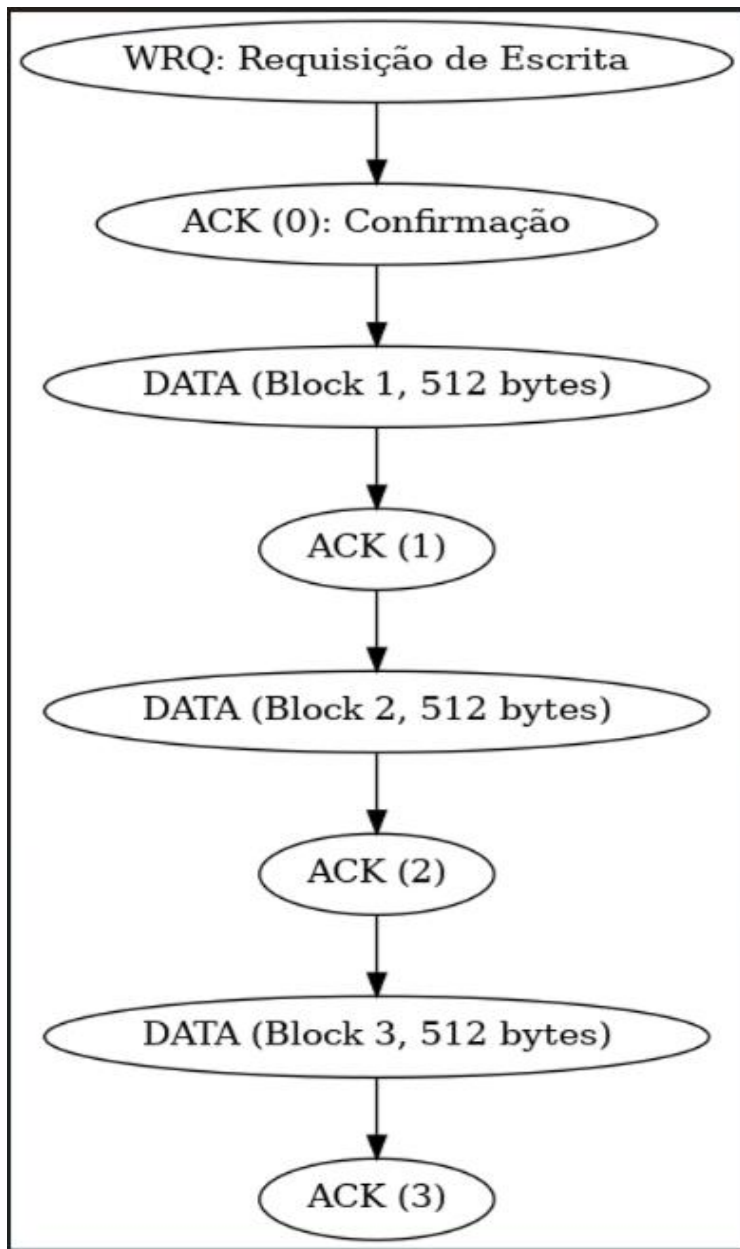 WRQ: Requisição de Escrita
ACK (0): Confirmação
DATA (Block 1, 512 bytes)
ACK (1)
DATA (Block 2, 512 bytes)
ACK (2)
DATA (Block 3, 512 bytes)
ACK (3)